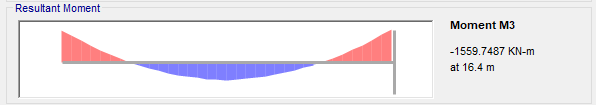 Resultant Moment
Moment M3
-1559.7487 KN-m
at 16.4 m